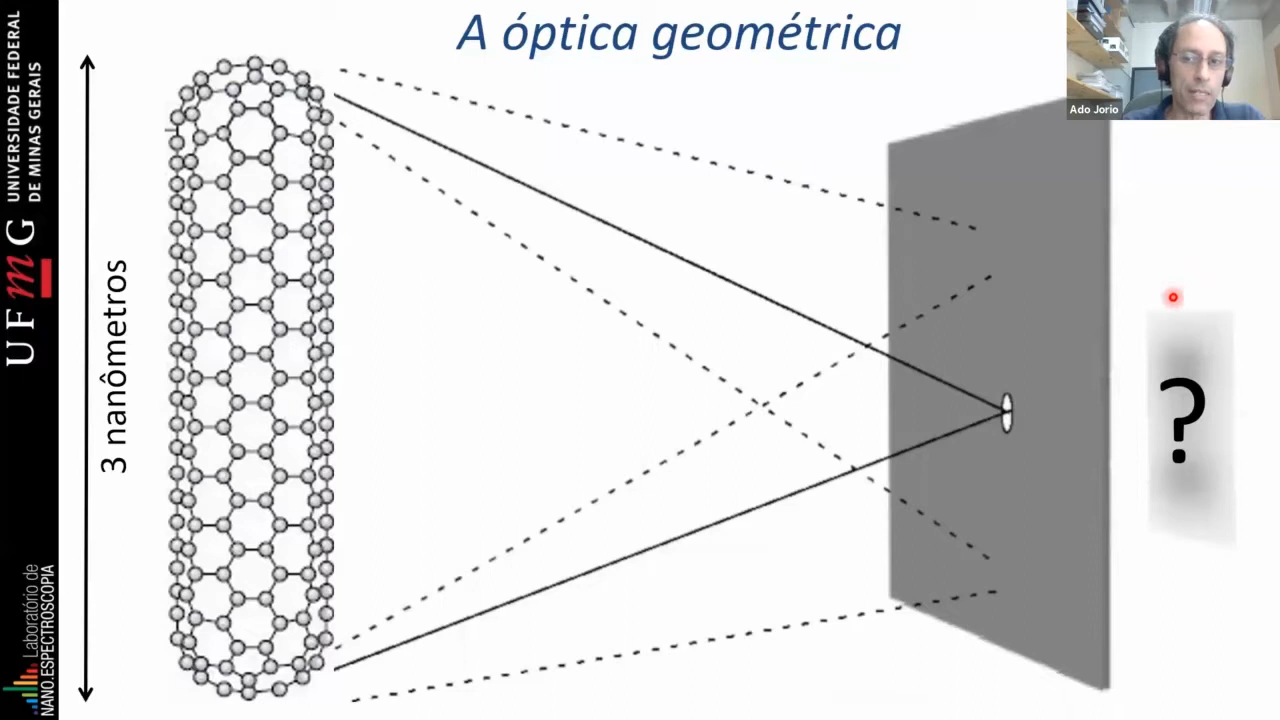 A óptica geométrica
Ado Jorio
UFmG
UNIVERSIDADE FEDERAL
DE MINAS GERAIS
3 nanômetros
?
Laboratório de
NANO.ESPECTROSCOPIA